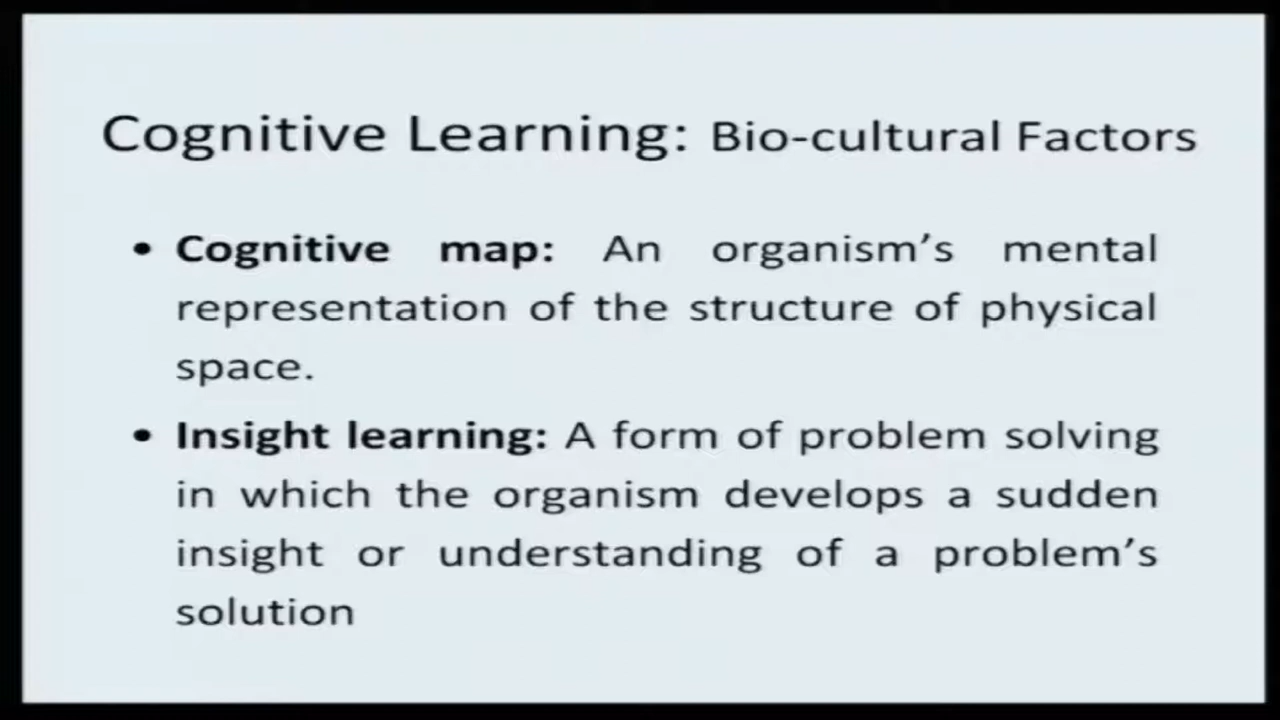 Cognitive Learning: Bio-cultural Factors
• Cognitive map: An organism’s mental
representation of the structure of physical
space.
• Insight learning: A form of problem solving
in which the organism develops a sudden
insight or understanding of a problem’s
solution